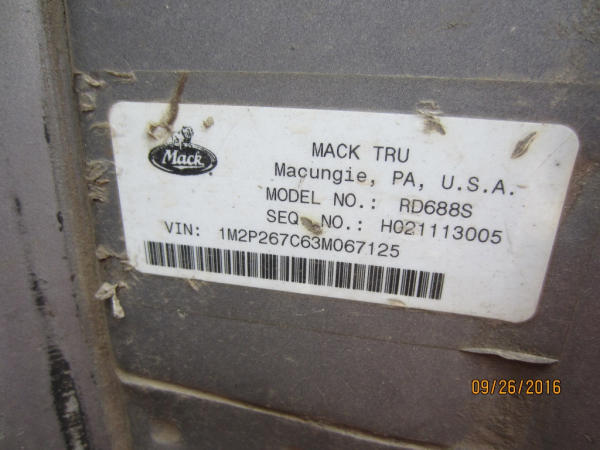 Mack
MACK TRU
Macungie, PA, U.S.A.
MODEL NO.: RD688S
SEQ. NO.: H021113005
VIN: 1M2P267C63M067125
09/26/2016